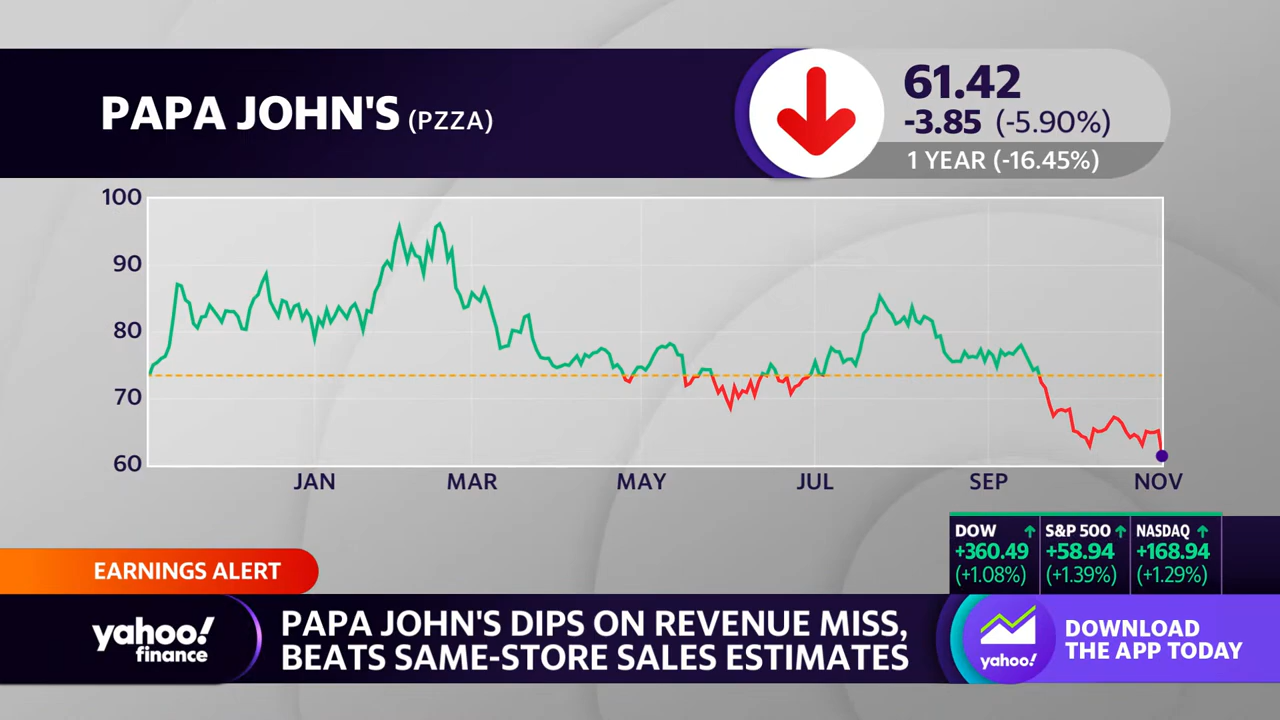 PAPA JOHN'S (PZZA)
61.42
-3.85 (-5.90%)
1 YEAR (-16.45%)
100
90
80
70
60
JAN MAR MAY JUL SEP NOV
DOW
+360.49
(+1.08%)
S&P 500
+58.94
(+1.39%)
NASDAQ
+168.94
(+1.29%)
EARNINGS ALERT
yahoo!
finance
PAPA JOHN'S DIPS ON REVENUE MISS,
BEATS SAME-STORE SALES ESTIMATES
yahoo!
DOWNLOAD
THE APP TODAY